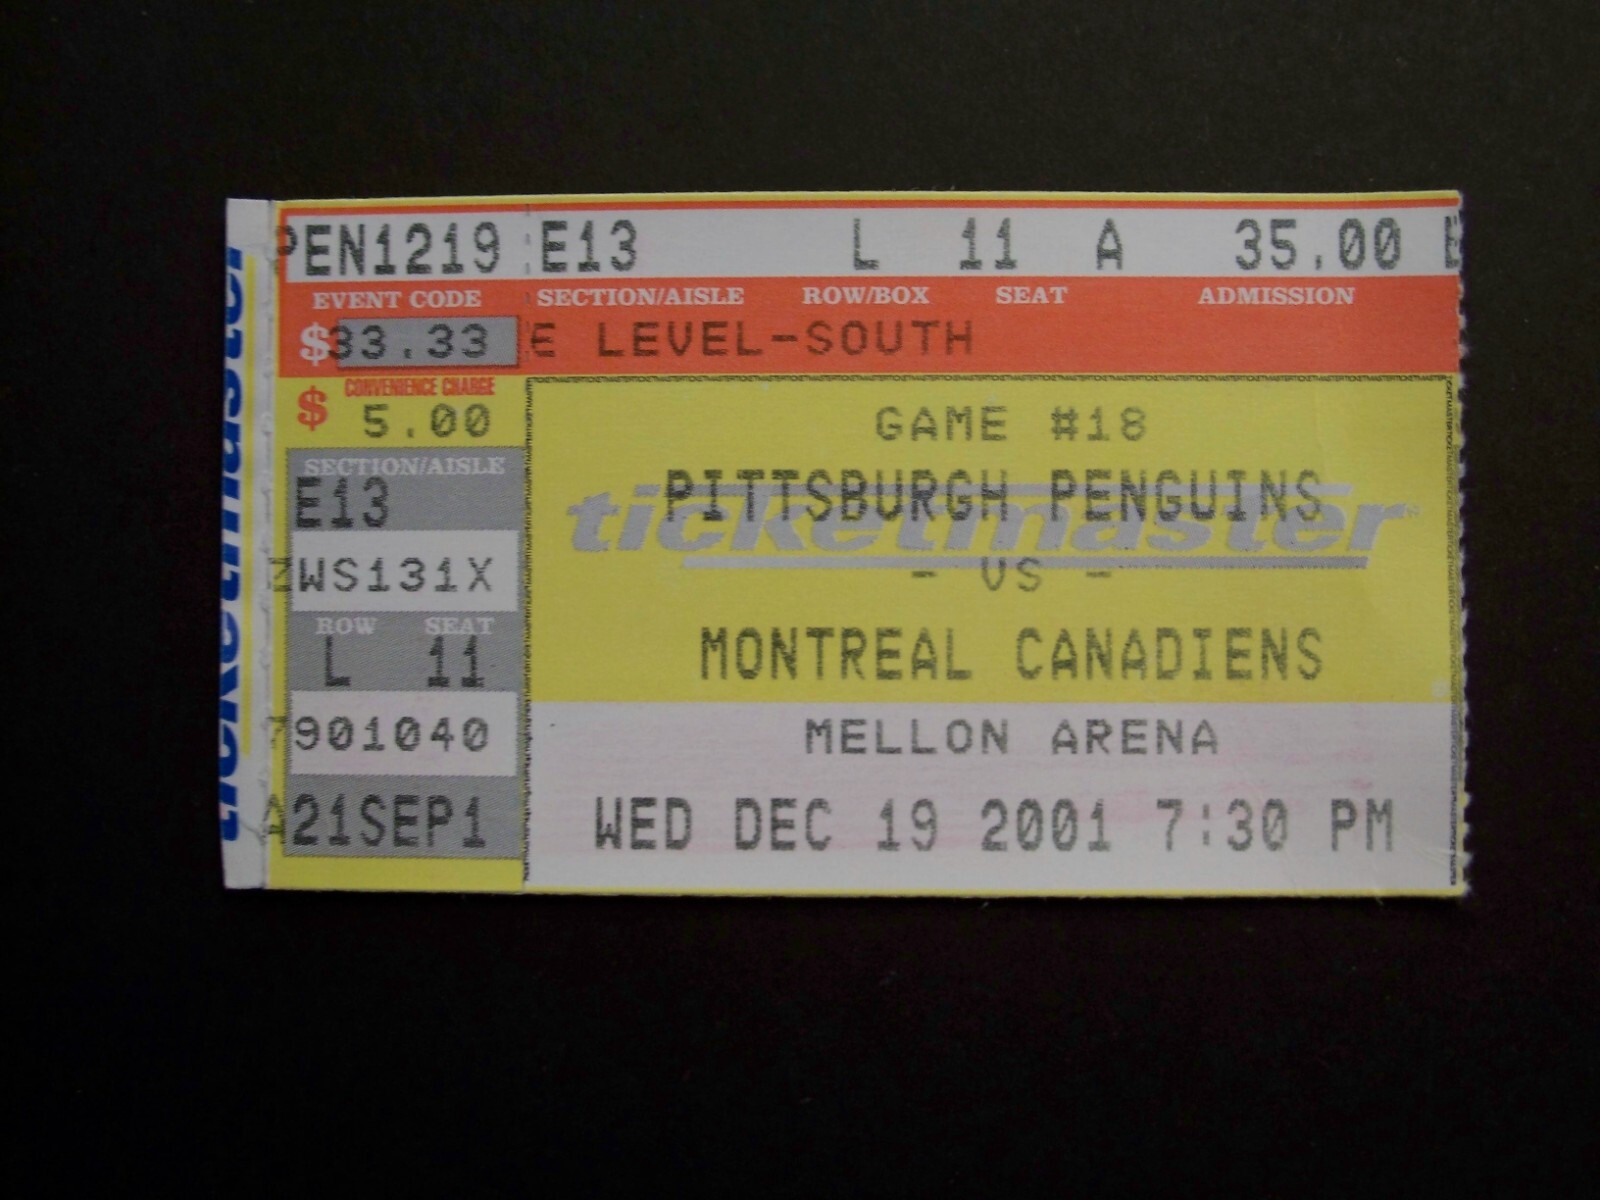 PEN1219 E13 L 11 A 35.00
EVENT CODE SECTION/AISLE ROW/BOX SEAT ADMISSION
$33.33 E LEVEL-SOUTH
CONVENIENCE CHARGE
$ 5.00
SECTION/AISLE
E13
ZWS131X
ROW SEAT
L 11
7901040
A21SEP1
GAME #18
PITTSBURGH PENGUINS
ticketmaster
- VS -
MONTREAL CANADIENS
MELLON ARENA
WED DEC 19 2001 7:30 PM
ticketmaster